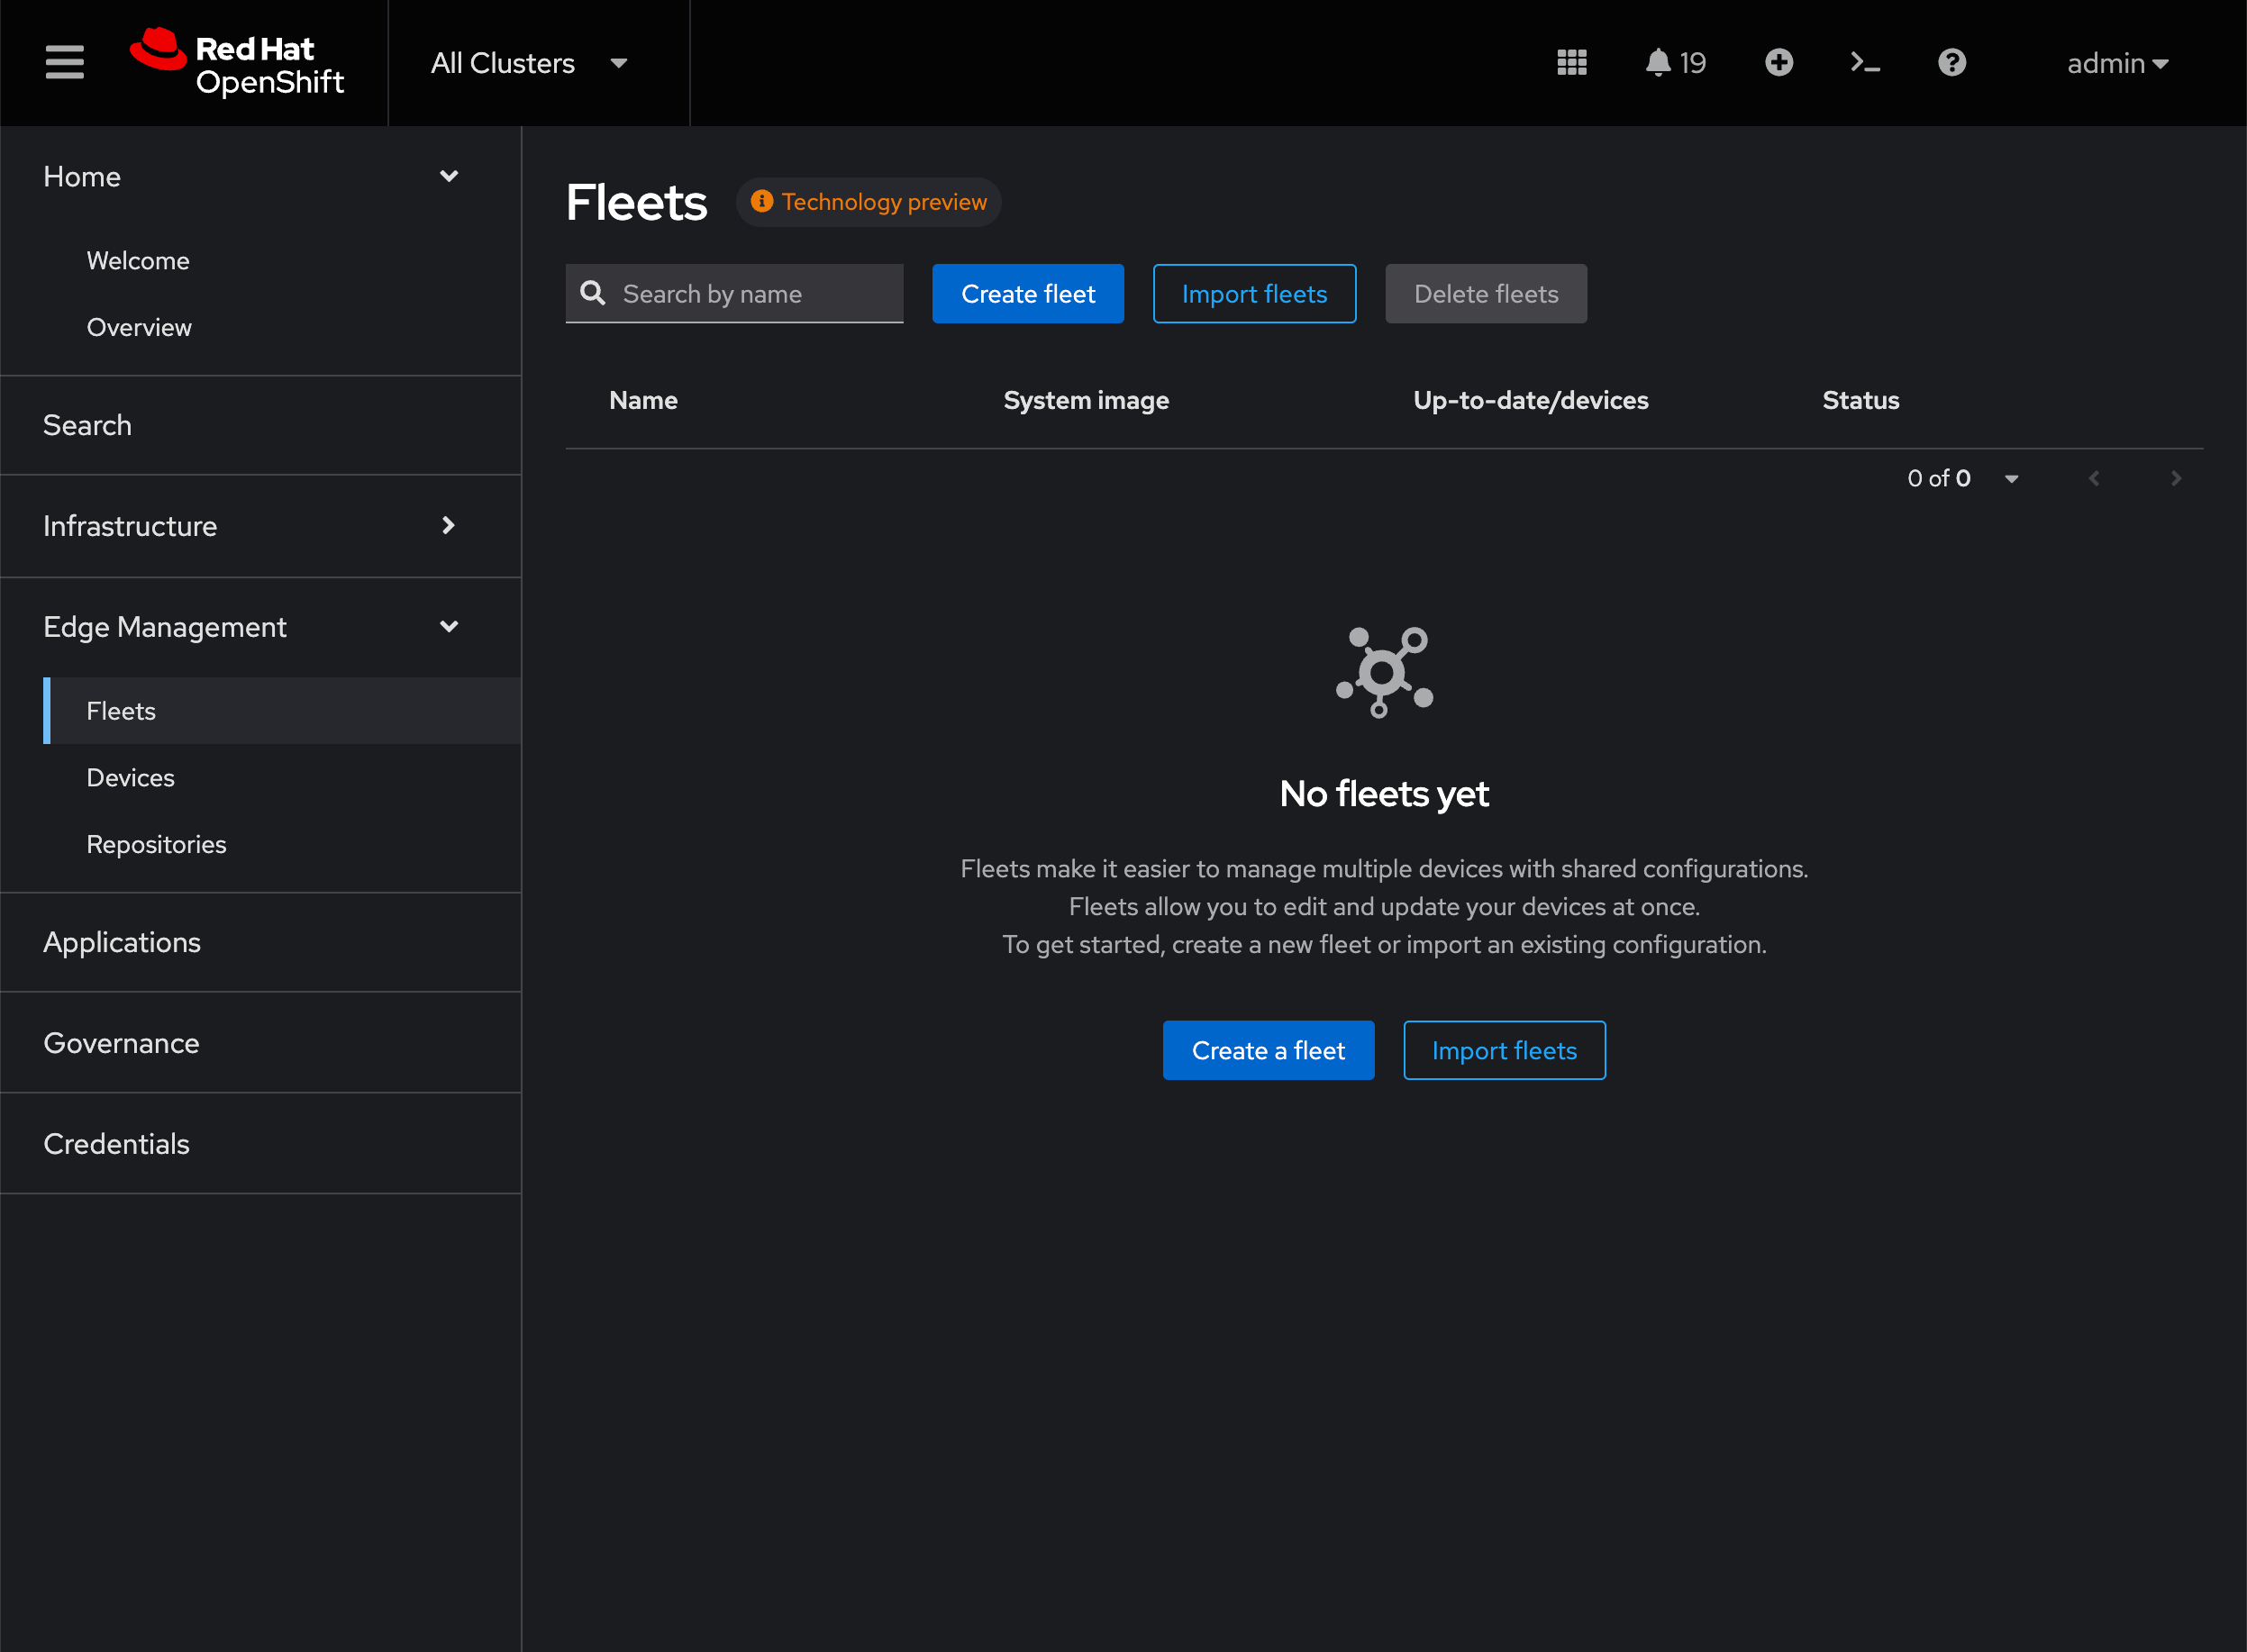 Red Hat
OpenShift
All Clusters
19
admin
Home
Welcome
Overview
Search
Infrastructure
Edge Management
Fleets
Devices
Repositories
Applications
Governance
Credentials
Fleets
Technology preview
Search by name
Create fleet
Import fleets
Delete fleets
Name
System image
Up-to-date/devices
Status
0 of 0
No fleets yet
Fleets make it easier to manage multiple devices with shared configurations.
Fleets allow you to edit and update your devices at once.
To get started, create a new fleet or import an existing configuration.
Create a fleet
Import fleets